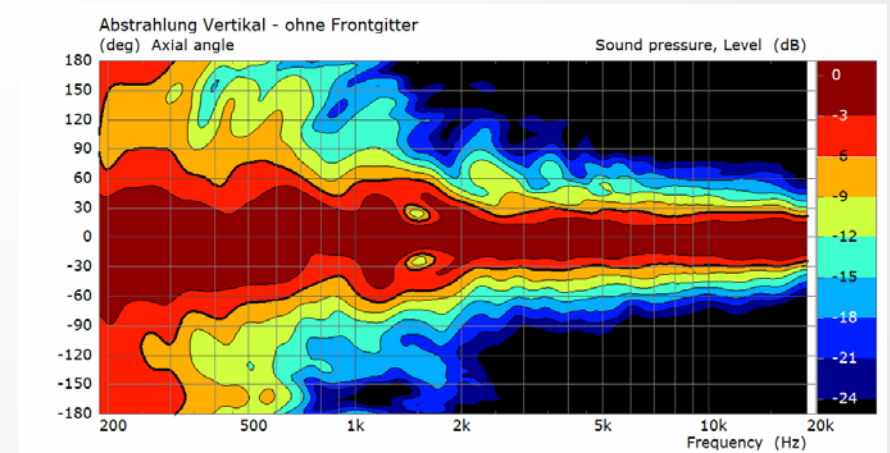 Abstrahlung Vertikal - ohne Frontgitter
(deg) Axial angle
Sound pressure, Level (dB)
180
150
120
90
60
30
0
-30
-60
-90
-120
-150
-180
0
-3
-6
-9
-12
-15
-18
-21
-24
200
500
1k
2k
5k
10k
20k
Frequency (Hz)